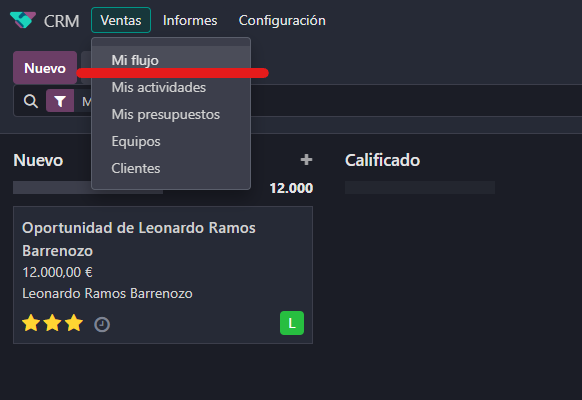 CRM Ventas Informes Configuración
Nuevo
Mi flujo
Mis actividades
Mis presupuestos
Equipos
Clientes
M
Nuevo + 12.000
Calificado
Oportunidad de Leonardo Ramos
Barrenozo
12.000,00 €
Leonardo Ramos Barrenozo
L